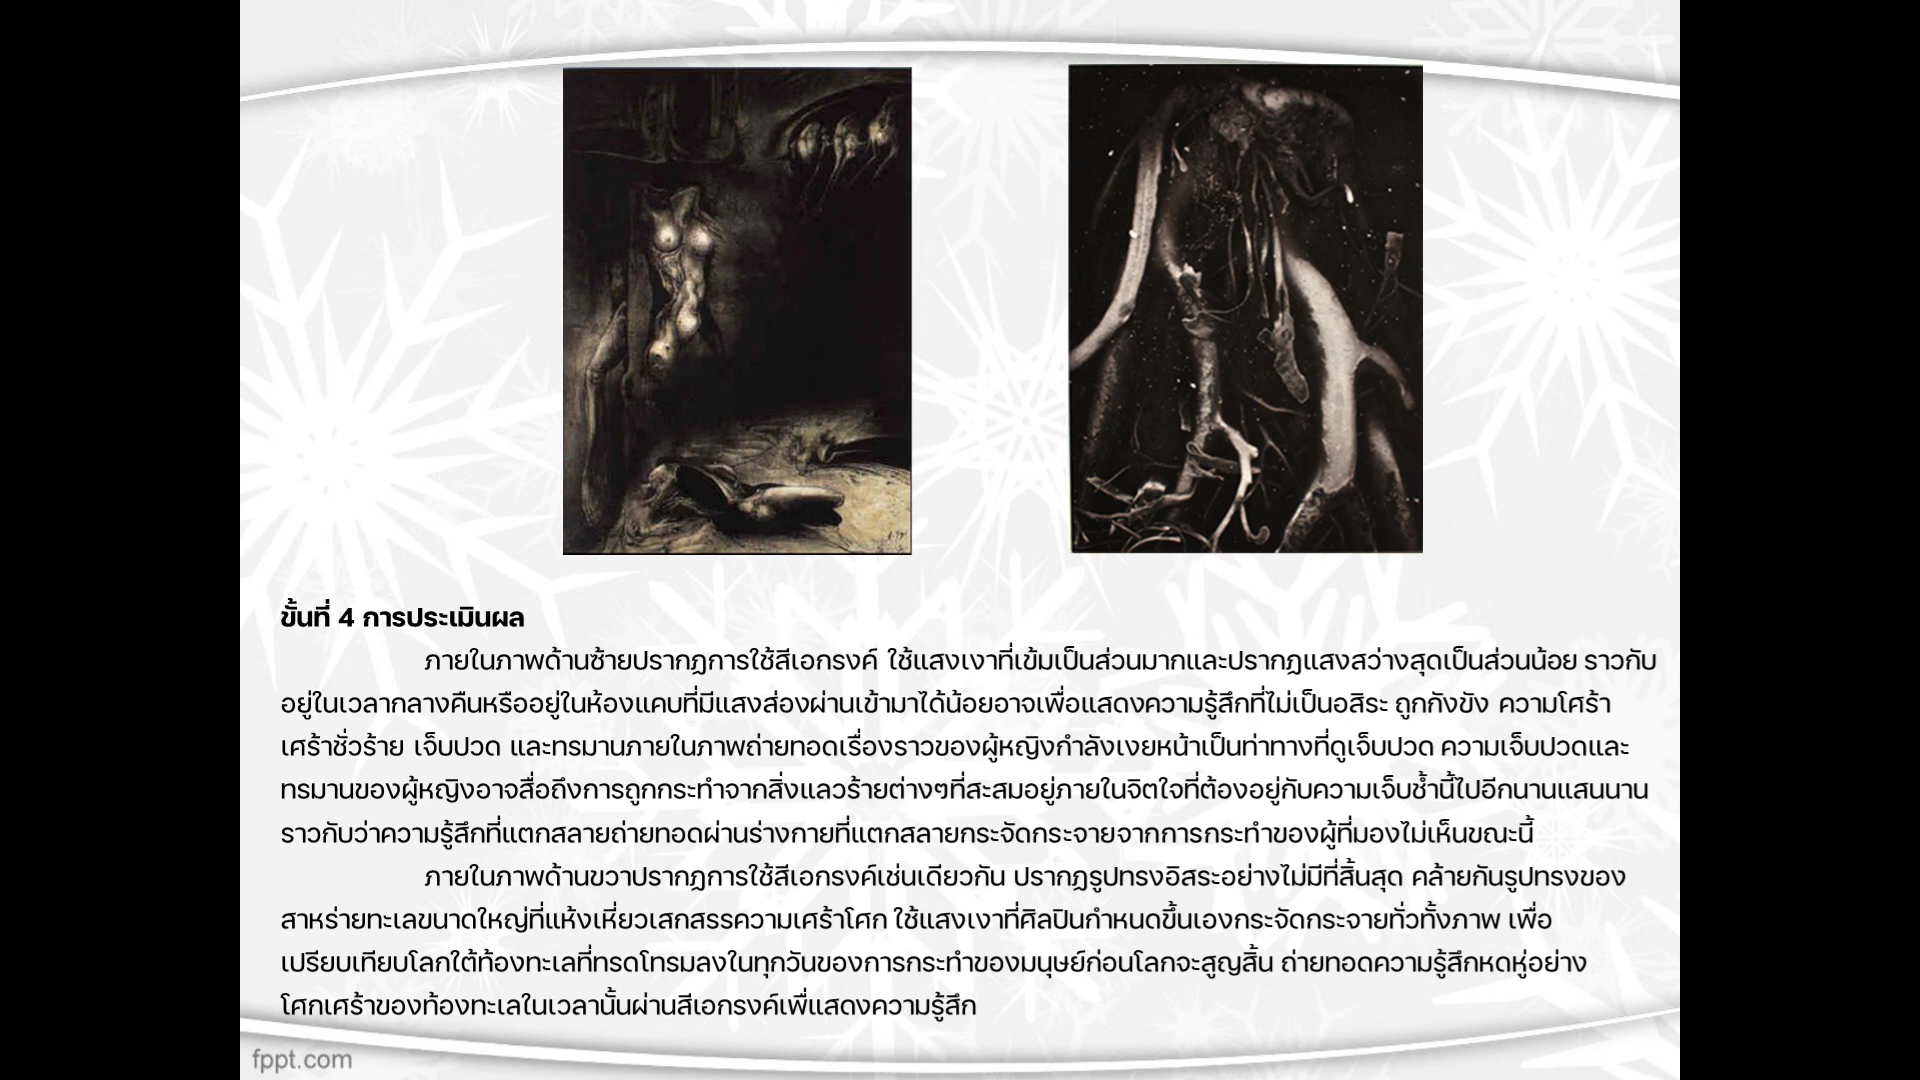 ขั้นที่ 4 การประเมินผล
ภายในภาพด้านซ้ายปรากฏการใช้สีเอกรงค์ ใช้แสงเงาที่เข้มเป็นส่วนมากและปรากฏแสงสว่างสุดเป็นส่วนน้อย ราวกับ
อยู่ในเวลากลางคืนหรืออยู่ในห้องแคบที่มีแสงส่องผ่านเข้ามาได้น้อยอาจเพื่อแสดงความรู้สึกที่ไม่เป็นอสิระ ถูกกังขัง ความโศร้า
เศร้าชั่วร้าย เจ็บปวด และทรมานภายในภาพถ่ายทอดเรื่องราวของผู้หญิงกำลังเงยหน้าเป็นท่าทางที่ดูเจ็บปวด ความเจ็บปวดและ
ทรมานของผู้หญิงอาจสื่อถึงการถูกกระทำจากสิ่งแลวร้ายต่างๆที่สะสมอยู่ภายในจิตใจที่ต้องอยู่กับความเจ็บช้ำนี้ไปอีกนานแสนนาน
ราวกับว่าความรู้สึกที่แตกสลายถ่ายทอดผ่านร่างกายที่แตกสลายกระจัดกระจายจากการกระทำของผู้ที่มองไม่เห็นขณะนี้
ภายในภาพด้านขวาปรากฏการใช้สีเอกรงค์เช่นเดียวกัน ปรากฏรูปทรงอิสระอย่างไม่มีที่สิ้นสุด คล้ายกันรูปทรงของ
สาหร่ายทะเลขนาดใหญ่ที่แห้งเหี่ยวเสกสรรความเศร้าโศก ใช้แสงเงาที่ศิลปินกำหนดขึ้นเองกระจัดกระจายทั่วทั้งภาพ เพื่อ
เปรียบเทียบโลกใต้ท้องทะเลที่ทรดโทรมลงในทุกวันของการกระทำของมนุษย์ก่อนโลกจะสูญสิ้น ถ่ายทอดความรู้สึกหดหู่อย่าง
โศกเศร้าของท้องทะเลในเวลานั้นผ่านสีเอกรงค์เพี่แสดงความรู้สึก
fppt.com